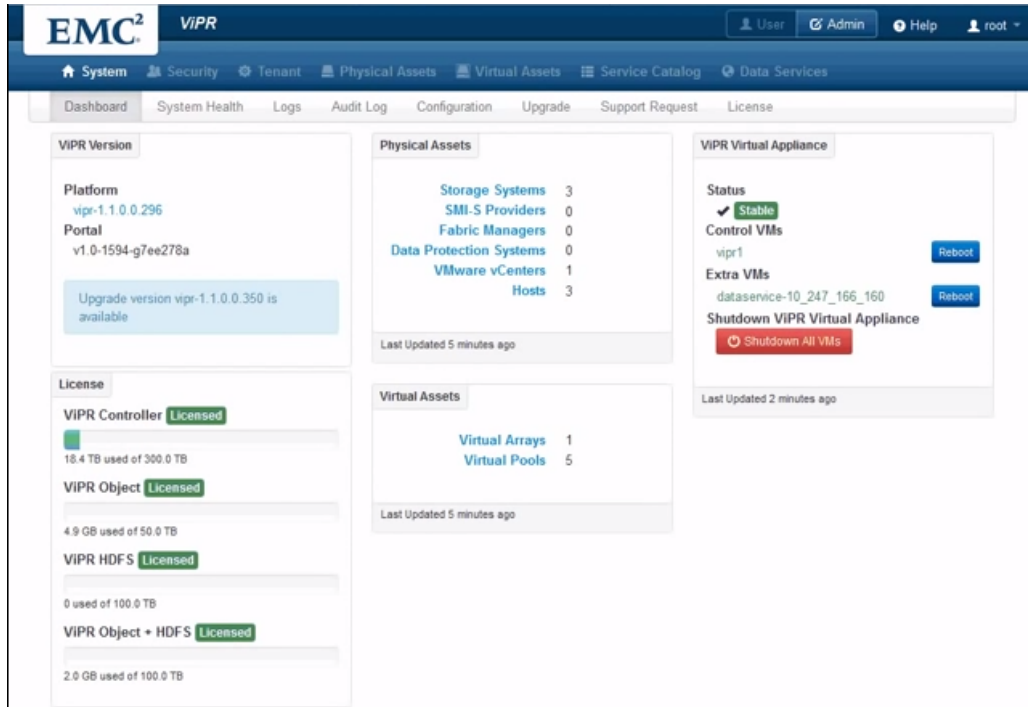 EMC²
ViPR
User Admin Help root
System Security Tenant Physical Assets Virtual Assets Service Catalog Data Services
Dashboard System Health Logs Audit Log Configuration Upgrade Support Request License
ViPR Version
Platform
vipr-1.1.0.0.296
Portal
v1.0-1594-g7ee278a
Upgrade version vipr-1.1.0.0.350 is
available
License
ViPR Controller Licensed
18.4 TB used of 300.0 TB
ViPR Object Licensed
4.9 GB used of 50.0 TB
ViPR HDFS Licensed
0 used of 100.0 TB
ViPR Object + HDFS Licensed
2.0 GB used of 100.0 TB
Physical Assets
Storage Systems 3
SMI-S Providers 0
Fabric Managers 0
Data Protection Systems 0
VMware vCenters 1
Hosts 3
Last Updated 5 minutes ago
Virtual Assets
Virtual Arrays 1
Virtual Pools 5
Last Updated 5 minutes ago
ViPR Virtual Appliance
Status
Stable
Control VMs
vipr1 Reboot
Extra VMs
dataservice-10_247_166_160 Reboot
Shutdown ViPR Virtual Appliance
Shutdown All VMs
Last Updated 2 minutes ago